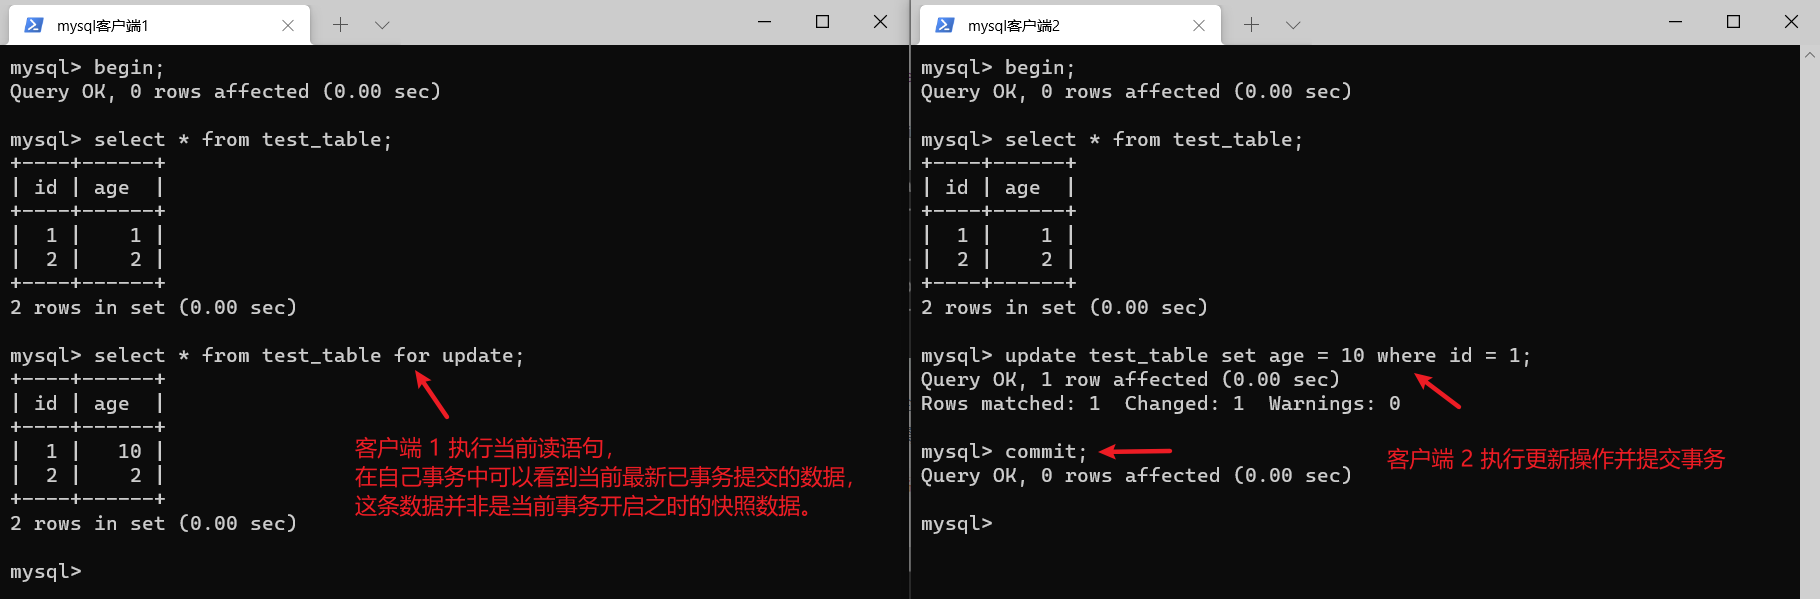 mysql客户端1
mysql> begin;
Query OK, 0 rows affected (0.00 sec)
mysql> select * from test_table;
+----+------+
| id | age  |
+----+------+
|  1 |    1 |
|  2 |    2 |
+----+------+
2 rows in set (0.00 sec)
mysql> select * from test_table for update;
+----+------+
| id | age  |
+----+------+
|  1 |   10 |
|  2 |    2 |
+----+------+
2 rows in set (0.00 sec)
mysql>
客户端 1 执行当前读语句，
在自己事务中可以看到当前最新已事务提交的数据，
这条数据并非是当前事务开启之时的快照数据。
mysql客户端2
mysql> begin;
Query OK, 0 rows affected (0.00 sec)
mysql> select * from test_table;
+----+------+
| id | age  |
+----+------+
|  1 |    1 |
|  2 |    2 |
+----+------+
2 rows in set (0.00 sec)
mysql> update test_table set age = 10 where id = 1;
Query OK, 1 row affected (0.00 sec)
Rows matched: 1  Changed: 1  Warnings: 0
mysql> commit;
Query OK, 0 rows affected (0.00 sec)
mysql>
客户端 2 执行更新操作并提交事务